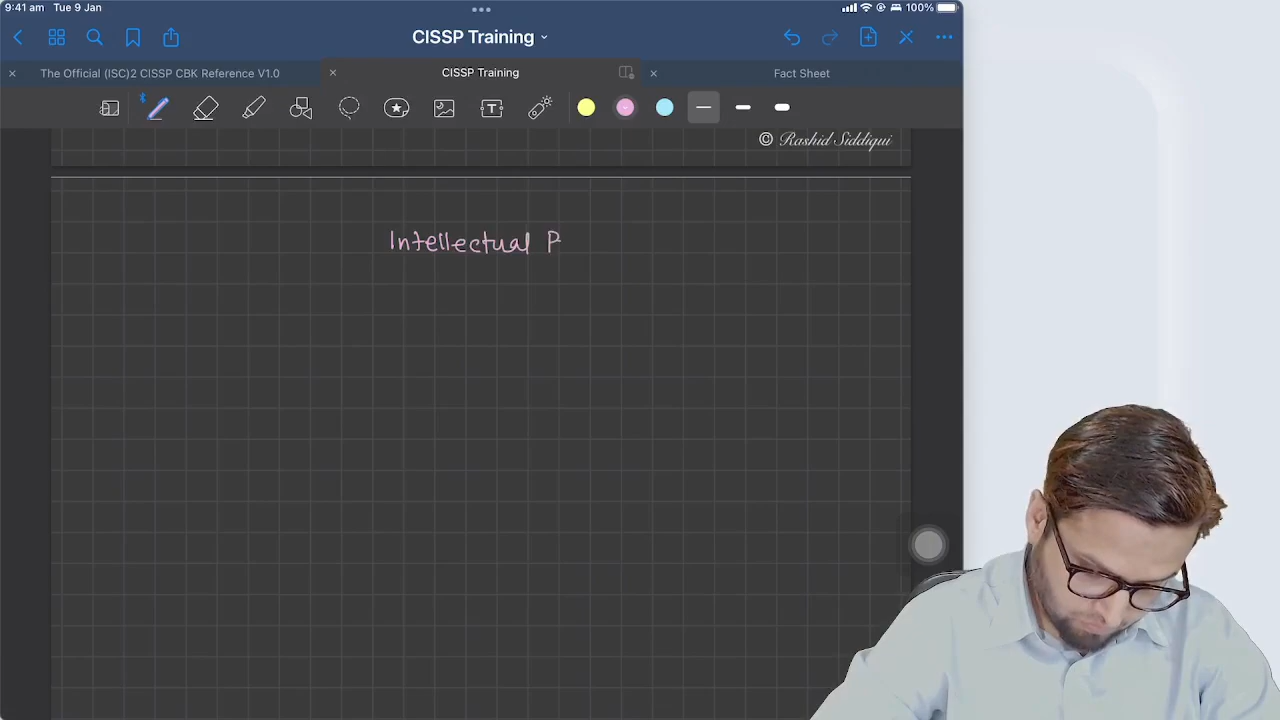 9:41 am Tue 9 Jan 100%
CISSP Training
The Official (ISC)2 CISSP CBK Reference V1.0 CISSP Training Fact Sheet
T
© Rashid Siddiqui
Intellectual P